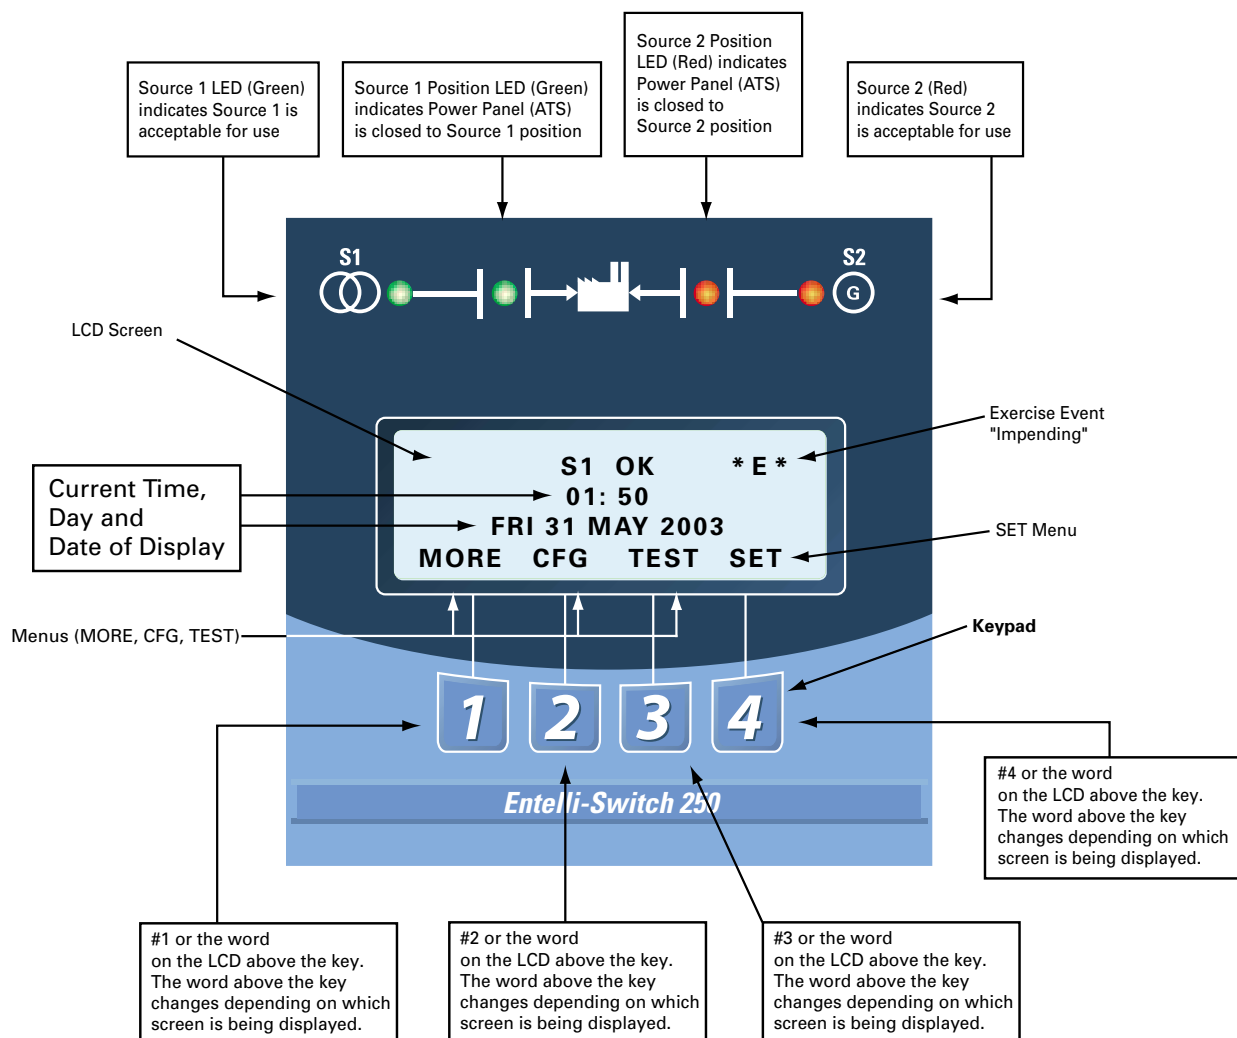 Source 1 LED (Green)
indicates Source 1 is
acceptable for use
Source 1 Position LED (Green)
indicates Power Panel (ATS)
is closed to Source 1 position
Source 2 Position
LED (Red) indicates
Power Panel (ATS)
is closed to
Source 2 position
Source 2 (Red)
indicates Source 2
is acceptable for use
S1
S2
G
LCD Screen
Exercise Event
"Impending"
S1 OK *E*
01: 50
FRI 31 MAY 2003
MORE CFG TEST SET
Current Time,
Day and
Date of Display
SET Menu
Menus (MORE, CFG, TEST)
Keypad
1 2 3 4
Entelli-Switch 250
#4 or the word
on the LCD above the key.
The word above the key
changes depending on which
screen is being displayed.
#1 or the word
on the LCD above the key.
The word above the key
changes depending on which
screen is being displayed.
#2 or the word
on the LCD above the key.
The word above the key
changes depending on which
screen is being displayed.
#3 or the word
on the LCD above the key.
The word above the key
changes depending on which
screen is being displayed.